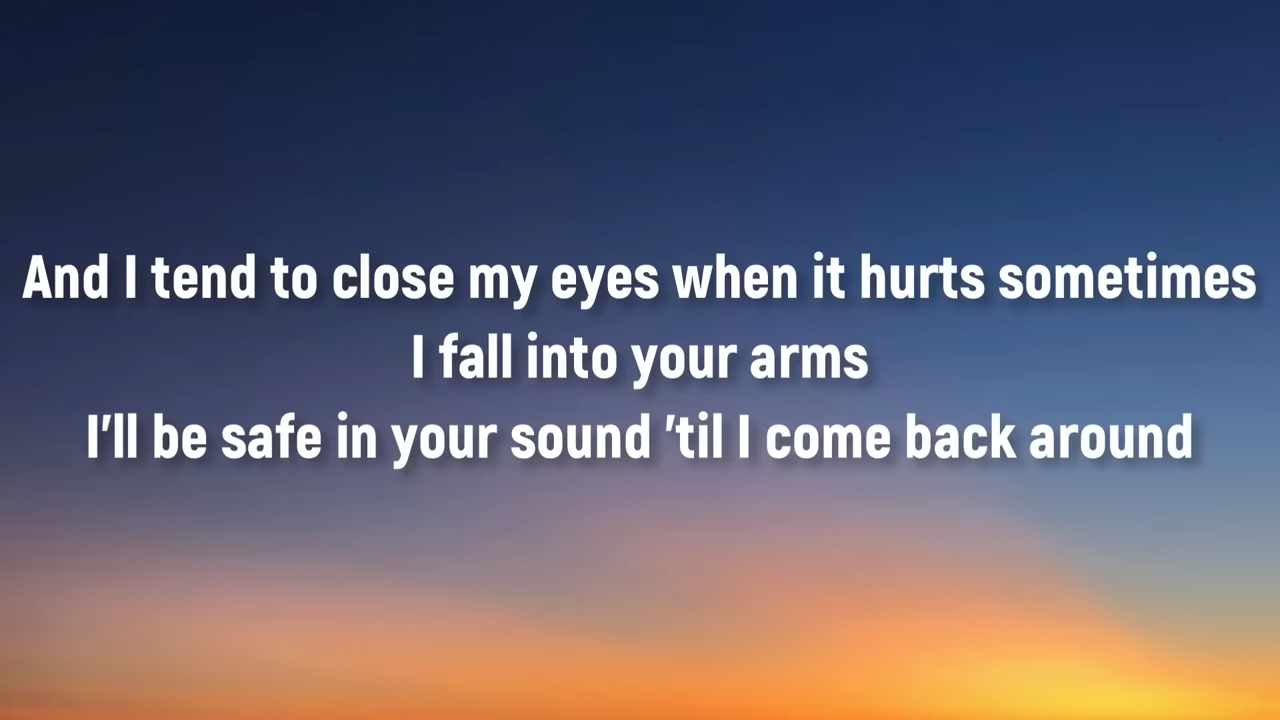 And I tend to close my eyes when it hurts sometimes
I fall into your arms
I'll be safe in your sound 'til I come back around